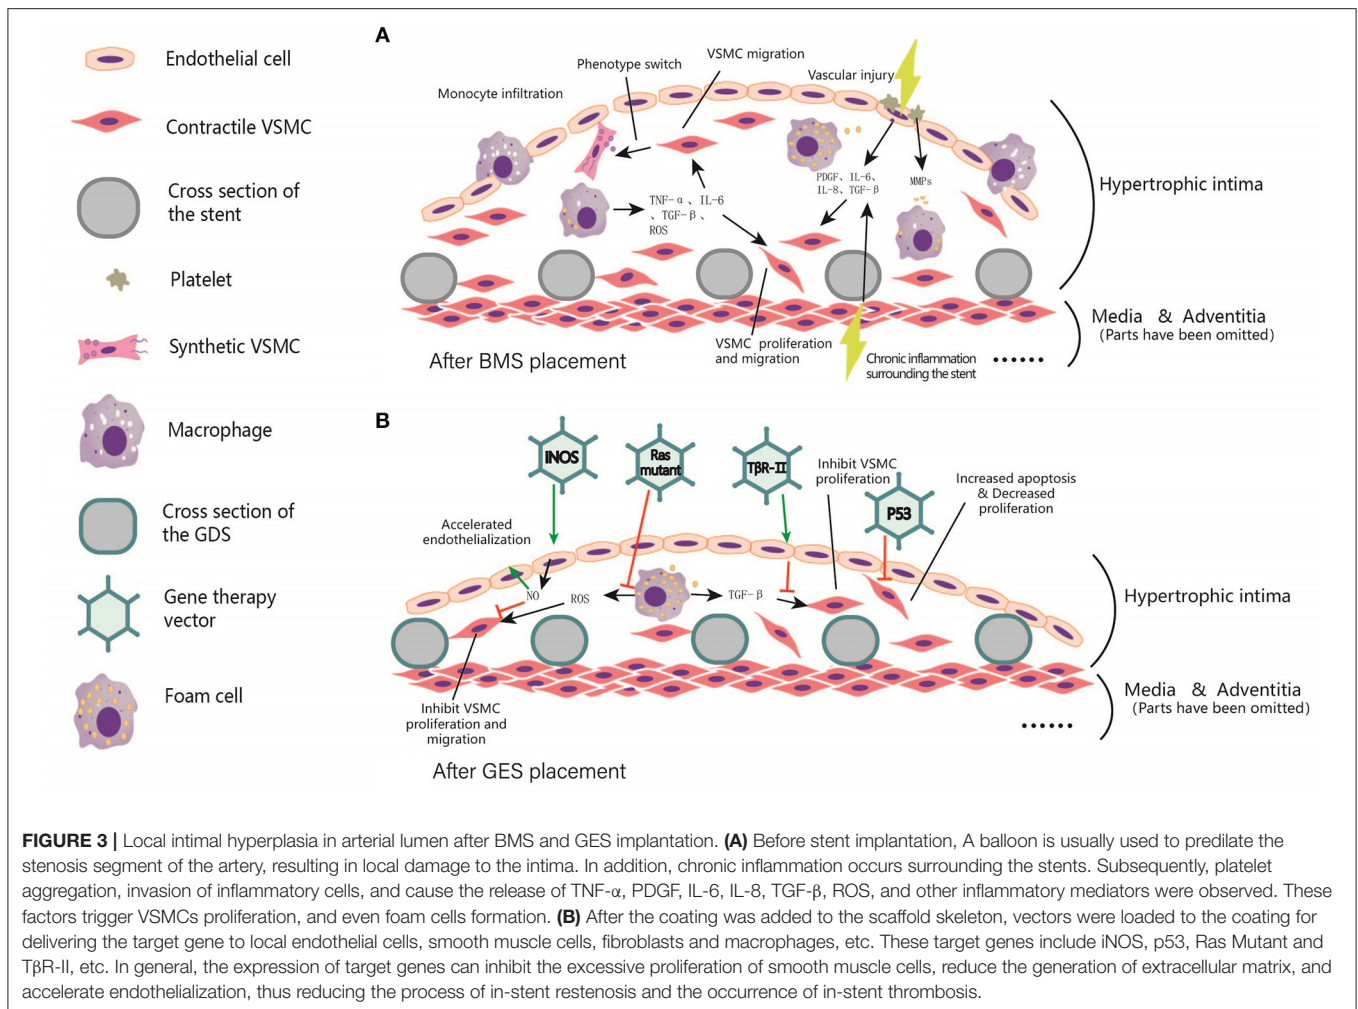 Endothelial cell
Contractile VSMC
Cross section of
the stent
Platelet
Synthetic VSMC
Macrophage
Cross section of
the GDS
Gene therapy
vector
Foam cell
A
Monocyte infiltration
Phenotype switch
VSMC migration
Vascular injury
TNF-α、IL-6
、TGF-β、
ROS
PDGF、IL-6、
IL-8、TGF-β
MMPs
Hypertrophic intima
Media & Adventitia
(Parts have been omitted)
VSMC proliferation
and migration
Chronic inflammation
surrounding the stent
......
After BMS placement
B
iNOS
Ras
mutant
TβR-II
P53
Inhibit VSMC
proliferation
Increased apoptosis
& Decreased
proliferation
Accelerated
endothelialization
NO
ROS
TGF-β
Hypertrophic intima
Media & Adventitia
(Parts have been omitted)
......
Inhibit VSMC
proliferation and
migration
After GES placement
FIGURE 3 | Local intimal hyperplasia in arterial lumen after BMS and GES implantation. (A) Before stent implantation, A balloon is usually used to predilate the
stenosis segment of the artery, resulting in local damage to the intima. In addition, chronic inflammation occurs surrounding the stents. Subsequently, platelet
aggregation, invasion of inflammatory cells, and cause the release of TNF-α, PDGF, IL-6, IL-8, TGF-β, ROS, and other inflammatory mediators were observed. These
factors trigger VSMCs proliferation, and even foam cells formation. (B) After the coating was added to the scaffold skeleton, vectors were loaded to the coating for
delivering the target gene to local endothelial cells, smooth muscle cells, fibroblasts and macrophages, etc. These target genes include iNOS, p53, Ras Mutant and
TβR-II, etc. In general, the expression of target genes can inhibit the excessive proliferation of smooth muscle cells, reduce the generation of extracellular matrix, and
accelerate endothelialization, thus reducing the process of in-stent restenosis and the occurrence of in-stent thrombosis.